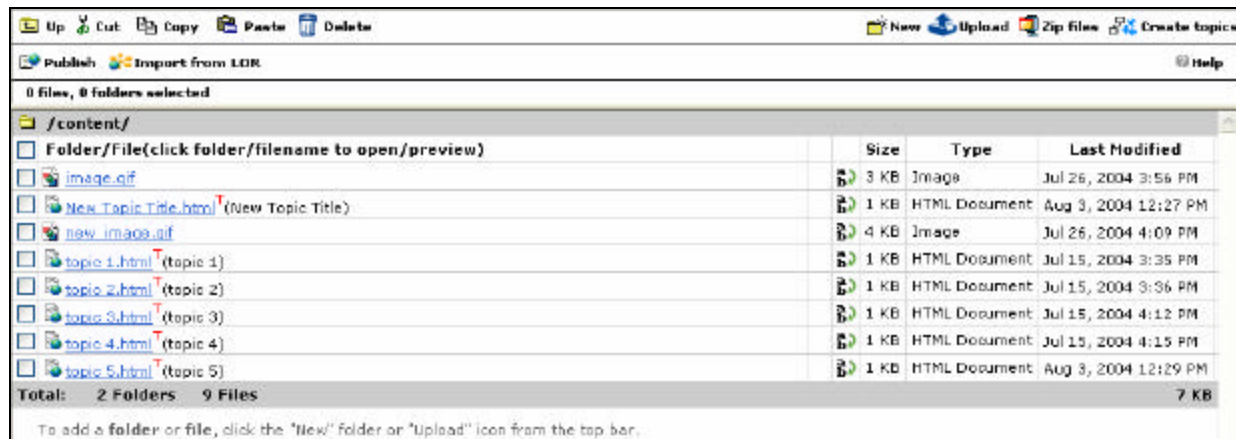 Up Cut Copy Paste Delete New Upload Zip files Create topics
Publish Import from LOR Help
0 files, 0 folders selected
/content/
Folder/File(click folder/filename to open/preview) Size Type Last Modified
image.gif 3 KB Image Jul 26, 2004 3:56 PM
New Topic Title.html T (New Topic Title) 1 KB HTML Document Aug 3, 2004 12:27 PM
new image.gif 4 KB Image Jul 26, 2004 4:09 PM
topic 1.html T (topic 1) 1 KB HTML Document Jul 15, 2004 3:35 PM
topic 2.html T (topic 2) 1 KB HTML Document Jul 15, 2004 3:36 PM
topic 3.html T (topic 3) 1 KB HTML Document Jul 15, 2004 4:12 PM
topic 4.html T (topic 4) 1 KB HTML Document Jul 15, 2004 4:15 PM
topic 5.html T (topic 5) 1 KB HTML Document Aug 3, 2004 12:29 PM
Total: 2 Folders 9 Files 7 KB
To add a folder or file, click the "New" folder or "Upload" icon from the top bar.